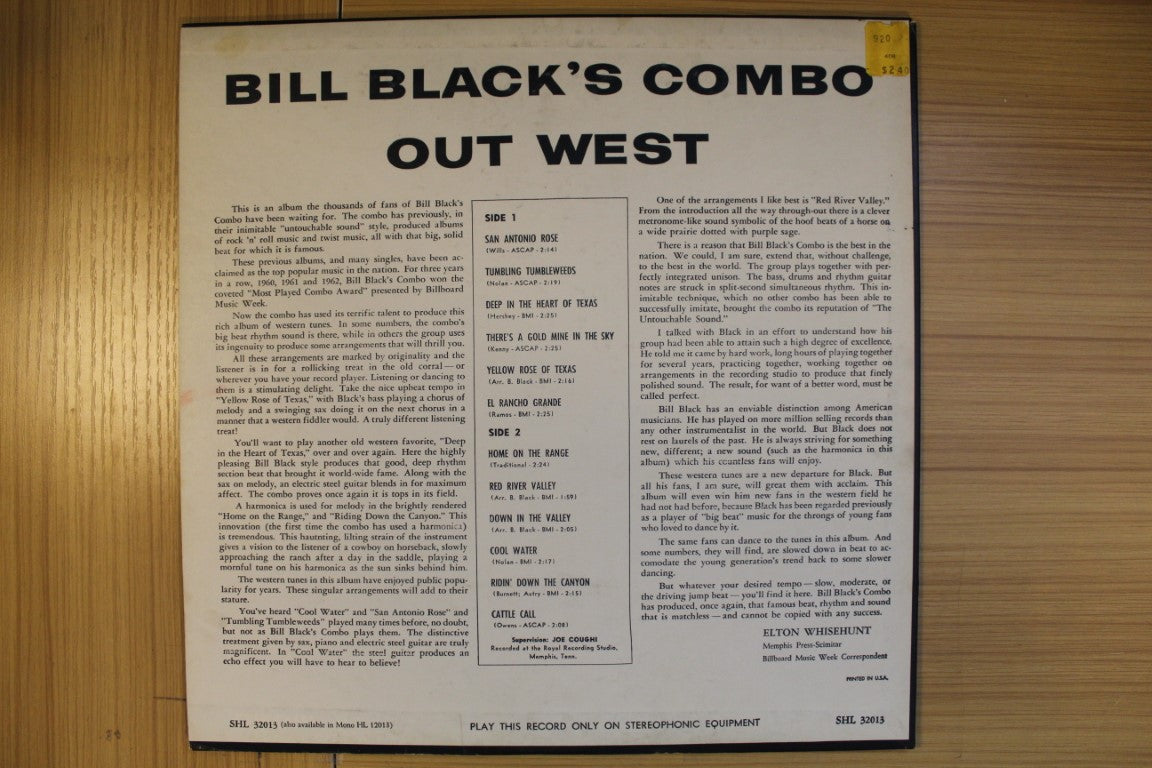 920
$2.40
BILL BLACK'S COMBO
OUT WEST
This is an album the thousands of fans of Bill Black's
Combo have been waiting for. The combo has previously, in
their inimitable "untouchable sound" style, produced albums
of rock 'n' roll music and twist music, all with that big, solid
beat for which it is famous.
These previous albums, and many singles, have been ac-
claimed as the top popular music in the nation. For three years
in a row, 1960, 1961 and 1962, Bill Black's Combo won the
coveted "Most Played Combo Award" presented by Billboard
Music Week.
Now the combo has used its terrific talent to produce this
rich album of western tunes. In some numbers, the combo's
big beat rhythm sound is there, while in others the group uses
its ingenuity to produce some arrangements that will thrill you.
All these arrangements are marked by originality and the
listener is in for a rollicking treat in the old corral — or
wherever you have your record player. Listening or dancing to
them is a stimulating delight. Take the nice upbeat tempo in
"Yellow Rose of Texas," with Black's bass playing a chorus of
melody and a swinging sax doing it on the next chorus in a
manner that a western fiddler would. A truly different listening
treat!
You'll want to play another old western favorite, "Deep
in the Heart of Texas," over and over again. Here the highly
pleasing Bill Black style produces that good, deep rhythm
section beat that brought it world-wide fame. Along with the
sax on melody, an electric steel guitar blends in for maximum
affect. The combo proves once again it is tops in its field.
A harmonica is used for melody in the brightly rendered
"Home on the Range," and "Riding Down the Canyon." This
innovation (the first time the combo has used a harmonica)
is tremendous. This haunting, lilting strain of the instrument
gives a vision to the listener of a cowboy on horseback, slowly
approaching the ranch after a day in the saddle, playing a
mornful tune on his harmonica as the sun sinks behind him.
The western tunes in this album have enjoyed public popu-
larity for years. These singular arrangements will add to their
stature.
You've heard "Cool Water" and "San Antonio Rose" and
"Tumbling Tumbleweeds" played many times before, no doubt,
but not as Bill Black's Combo plays them. The distinctive
treatment given by sax, piano and electric steel guitar are truly
magnificent. In "Cool Water" the steel guitar produces an
echo effect you will have to hear to believe!
SIDE 1
SAN ANTONIO ROSE
(Wills - ASCAP - 2:14)
TUMBLING TUMBLEWEEDS
(Nolan - ASCAP - 2:19)
DEEP IN THE HEART OF TEXAS
(Hershey - BMI - 2:25)
THERE'S A GOLD MINE IN THE SKY
(Kenny - ASCAP - 2:25)
YELLOW ROSE OF TEXAS
(Arr. B. Black - BMI - 2:16)
EL RANCHO GRANDE
(Ramos - BMI - 2:25)
SIDE 2
HOME ON THE RANGE
(Traditional - 2:24)
RED RIVER VALLEY
(Arr. B. Black - BMI - 1:59)
DOWN IN THE VALLEY
(Arr. B. Black - BMI - 2:05)
COOL WATER
(Nolan - BMI - 2:17)
RIDIN' DOWN THE CANYON
(Burnett; Autry - BMI - 2:15)
CATTLE CALL
(Owens - ASCAP - 2:08)
Supervision: JOE COUGHI
Recorded at the Royal Recording Studio,
Memphis, Tenn.
One of the arrangements I like best is "Red River Valley."
From the introduction all the way through-out there is a clever
metronome-like sound symbolic of the hoof beats of a horse on
a wide prairie dotted with purple sage.
There is a reason that Bill Black's Combo is the best in the
nation. We could, I am sure, extend that, without challenge,
to the best in the world. The group plays together with per-
fectly integrated unison. The bass, drums and rhythm guitar
notes are struck in split-second simultaneous rhythm. This in-
imitable technique, which no other combo has been able to
successfully imitate, brought the combo its reputation of "The
Untouchable Sound."
I talked with Black in an effort to understand how his
group had been able to attain such a high degree of excellence.
He told me it came by hard work, long hours of playing together
for several years, practicing together, working together on
arrangements in the recording studio to produce that finely
polished sound. The result, for want of a better word, must be
called perfect.
Bill Black has an enviable distinction among American
musicians. He has played on more million selling records than
any other instrumentalist in the world. But Black does not
rest on laurels of the past. He is always striving for something
new, different; a new sound (such as the harmonica in this
album) which his countless fans will enjoy.
These western tunes are a new departure for Black. But
all his fans, I am sure, will great them with acclaim. This
album will even win him new fans in the western field he
had not had before, because Black has been regarded previously
as a player of "big beat" music for the throngs of young fans
who loved to dance by it.
The same fans can dance to the tunes in this album. And
some numbers, they will find, are slowed down in beat to ac-
comodate the young generation's trend back to some slower
dancing.
But whatever your desired tempo — slow, moderate, or
the driving jump beat — you'll find it here. Bill Black's Combo
has produced, once again, that famous beat, rhythm and sound
that is matchless — and cannot be copied with any success.
ELTON WHISEHUNT
Memphis Press-Scimitar
Billboard Music Week Correspondent
PRINTED IN U.S.A.
SHL 32013 (also available in Mono HL 12013)
PLAY THIS RECORD ONLY ON STEREOPHONIC EQUIPMENT
SHL 32013